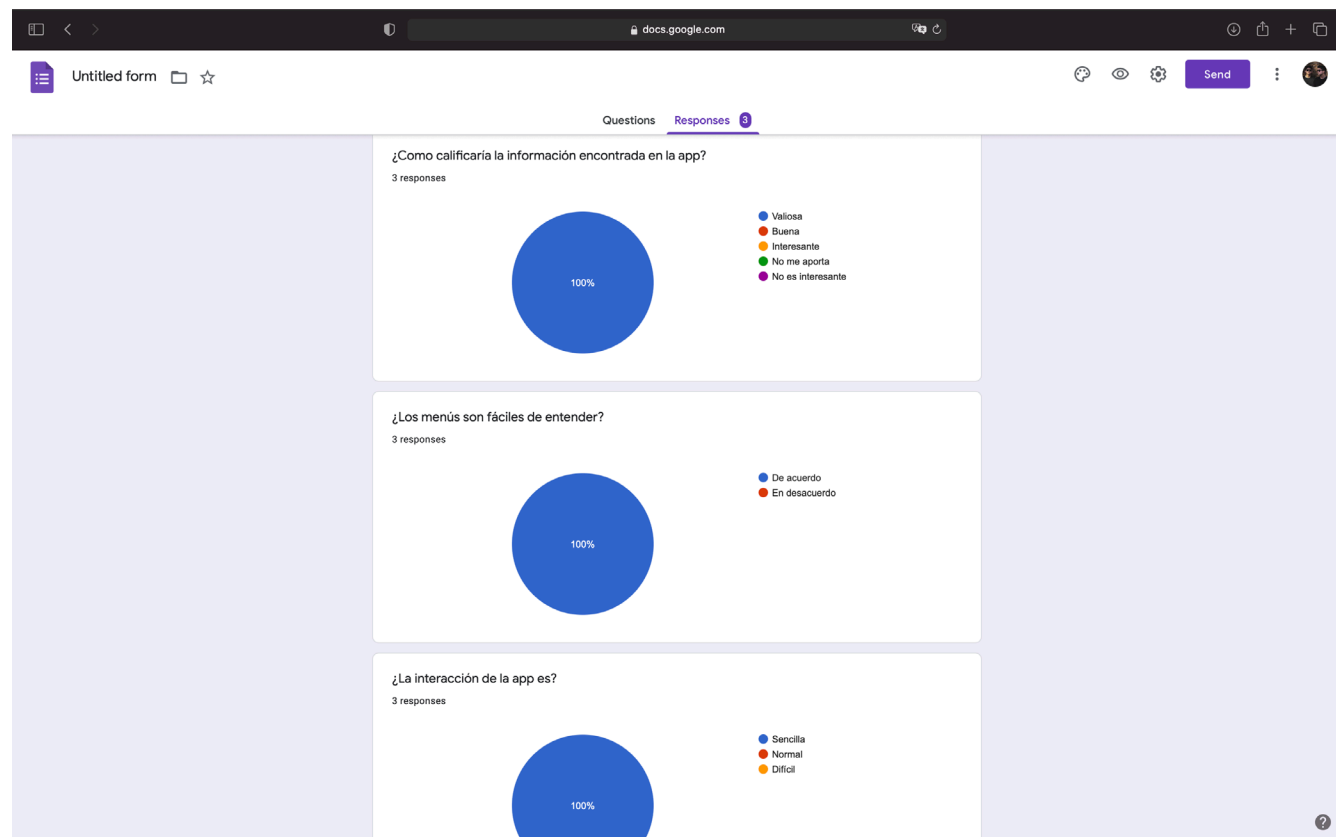 docs.google.com
Untitled form
Send
Questions
Responses 3
¿Como calificaría la información encontrada en la app?
3 responses
100%
Valiosa
Buena
Interesante
No me aporta
No es interesante
¿Los menús son fáciles de entender?
3 responses
100%
De acuerdo
En desacuerdo
¿La interacción de la app es?
3 responses
100%
Sencilla
Normal
Difícil